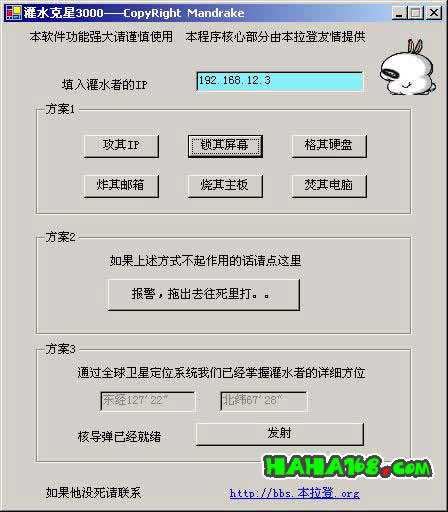 灌水克星3000——CopyRight Mandrake
本软件功能强大请谨慎使用 本程序核心部分由本拉登友情提供
填入灌水者的IP 192.168.12.3
方案1
攻其IP 锁其屏幕 格其硬盘
炸其邮箱 烧其主板 焚其电脑
方案2
如果上述方式不起作用的话请点这里
报警，拖出去往死里打。。
方案3
通过全球卫星定位系统我们已经掌握灌水者的详细方位
东经127'22" 北纬67'28"
核导弹已经就绪 发射
HAHA168.com
如果他没死请联系 http://bbs.本拉登.org